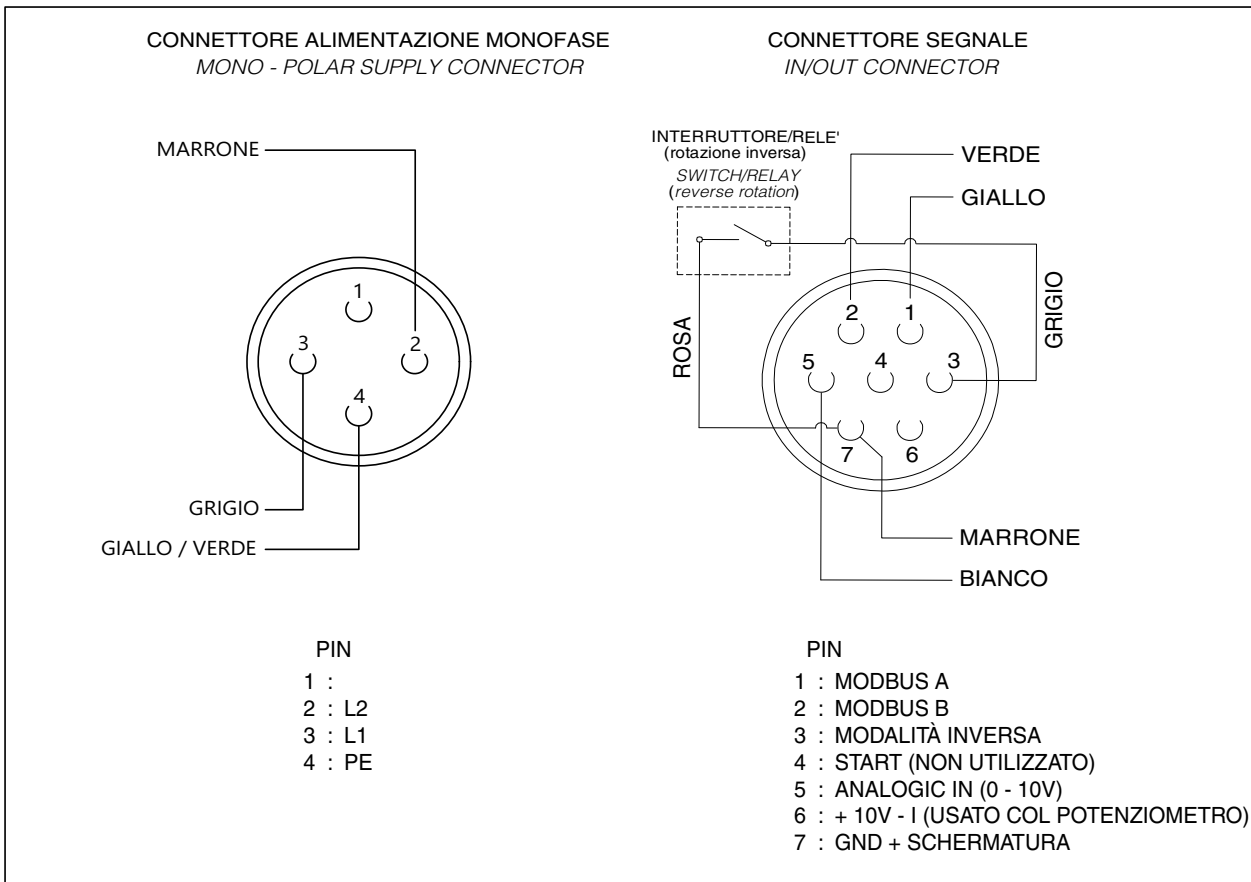 CONNETTORE ALIMENTAZIONE MONOFASE
MONO - POLAR SUPPLY CONNECTOR
MARRONE
1
3
2
4
GRIGIO
GIALLO / VERDE
PIN
1 :
2 : L2
3 : L1
4 : PE
CONNETTORE SEGNALE
IN/OUT CONNECTOR
INTERRUTTORE/RELE'
(rotazione inversa)
SWITCH/RELAY
(reverse rotation)
VERDE
GIALLO
ROSA
GRIGIO
2
1
5
4
3
7
6
MARRONE
BIANCO
PIN
1 : MODBUS A
2 : MODBUS B
3 : MODALITÀ INVERSA
4 : START (NON UTILIZZATO)
5 : ANALOGIC IN (0 - 10V)
6 : + 10V - I (USATO COL POTENZIOMETRO)
7 : GND + SCHERMATURA